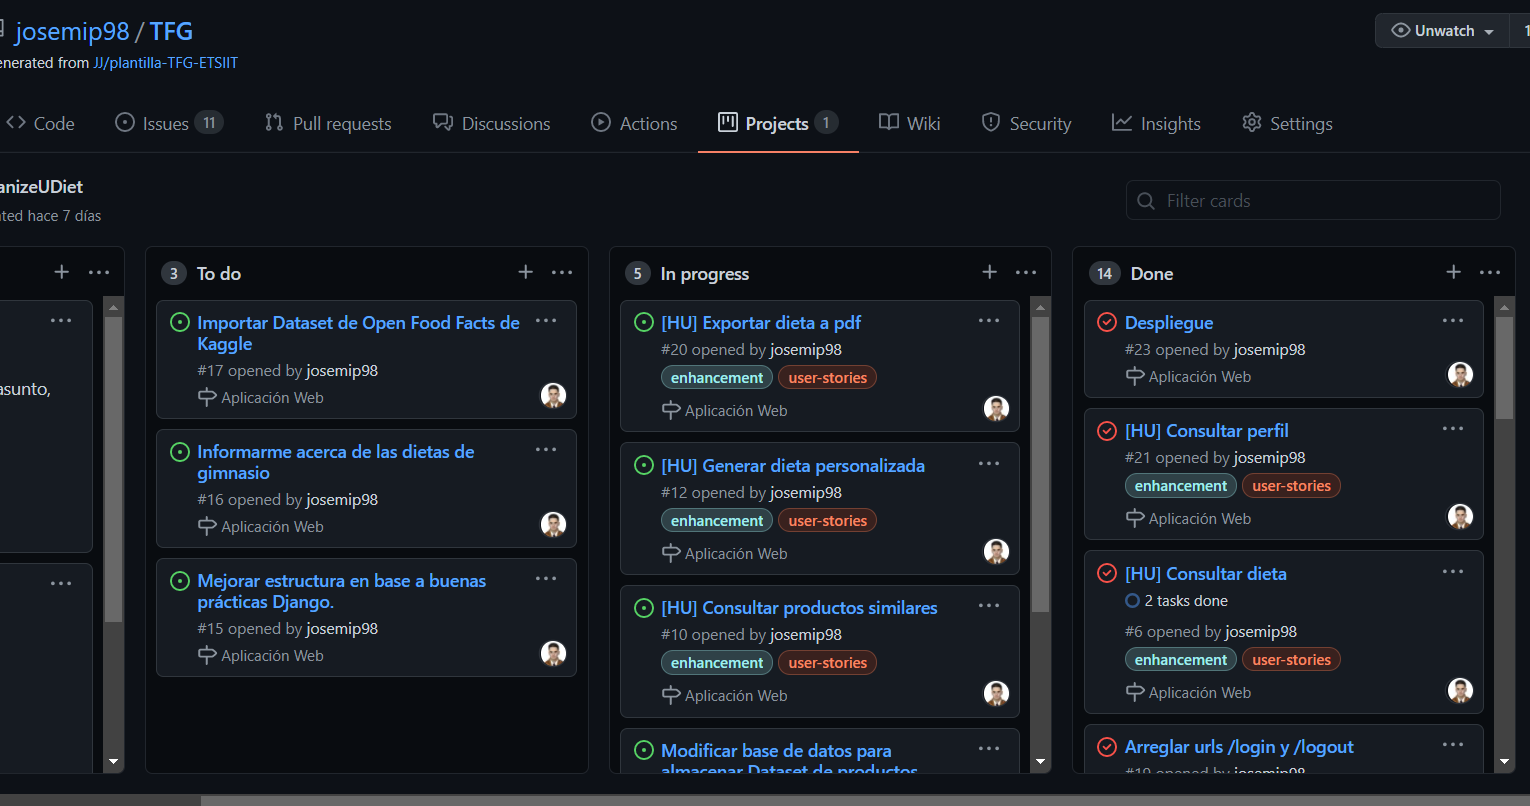 josemip98 / TFG
Unwatch
1
enerated from JJ/plantilla-TFG-ETSIIT
Code
Issues 11
Pull requests
Discussions
Actions
Projects 1
Wiki
Security
Insights
Settings
anizeUDiet
ted hace 7 días
Filter cards
asunto,
3 To do
Importar Dataset de Open Food Facts de
Kaggle
#17 opened by josemip98
Aplicación Web
Informarme acerca de las dietas de
gimnasio
#16 opened by josemip98
Aplicación Web
Mejorar estructura en base a buenas
prácticas Django.
#15 opened by josemip98
Aplicación Web
5 In progress
[HU] Exportar dieta a pdf
#20 opened by josemip98
enhancement user-stories
Aplicación Web
[HU] Generar dieta personalizada
#12 opened by josemip98
enhancement user-stories
Aplicación Web
[HU] Consultar productos similares
#10 opened by josemip98
enhancement user-stories
Aplicación Web
Modificar base de datos para
almacenar Dataset de productos
14 Done
Despliegue
#23 opened by josemip98
Aplicación Web
[HU] Consultar perfil
#21 opened by josemip98
enhancement user-stories
Aplicación Web
[HU] Consultar dieta
2 tasks done
#6 opened by josemip98
enhancement user-stories
Aplicación Web
Arreglar urls /login y /logout
#19 opened by josemip98